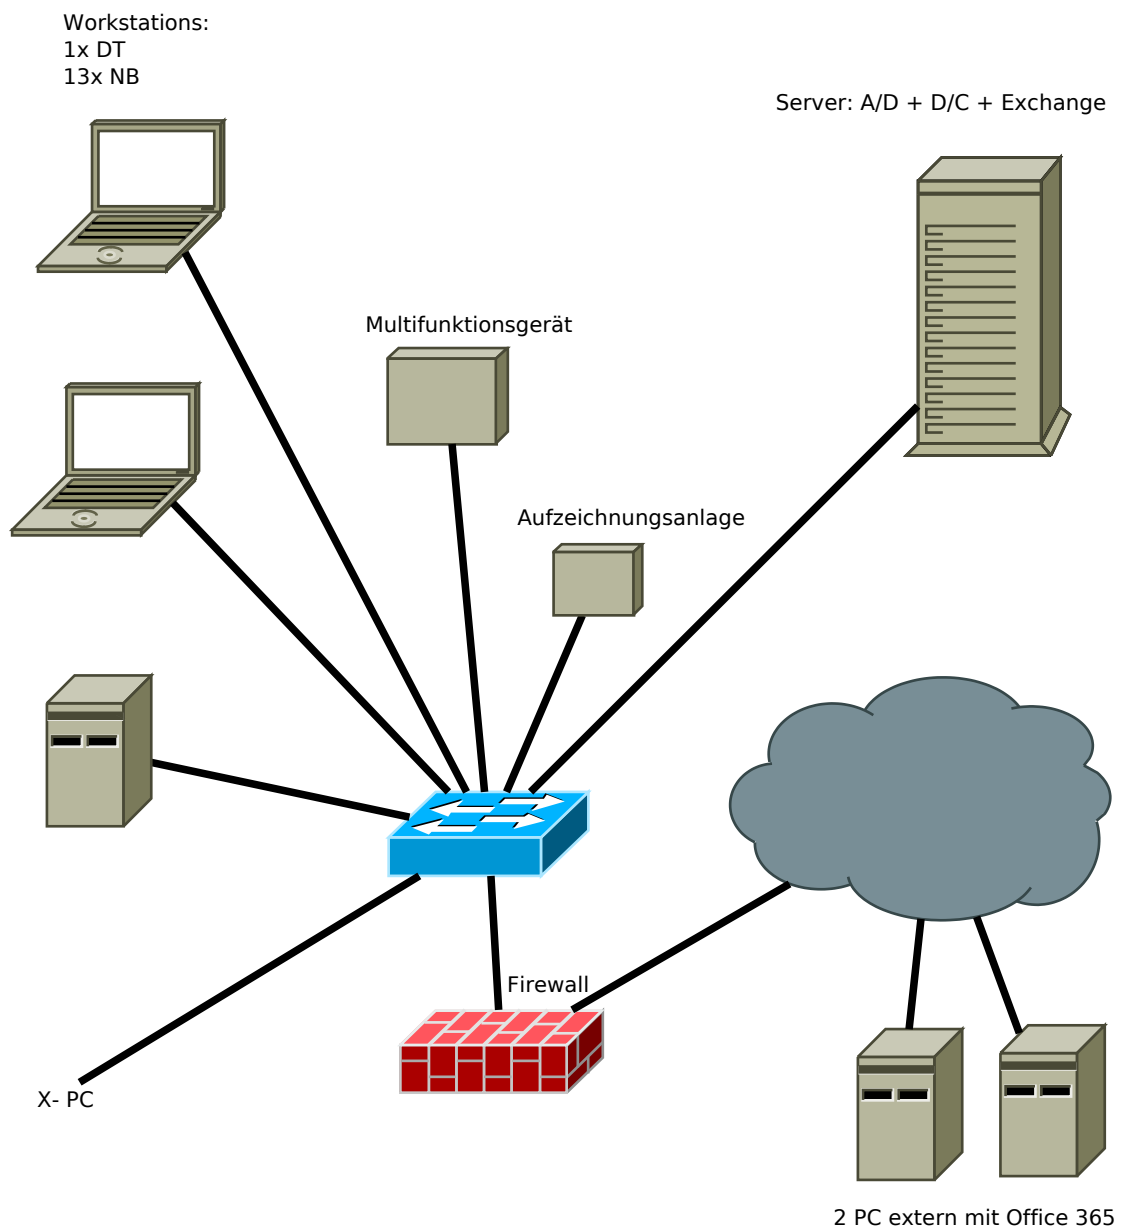 Workstations:
1x DT
13x NB
Server: A/D + D/C + Exchange
Multifunktionsgerät
Aufzeichnungsanlage
Firewall
X- PC
2 PC extern mit Office 365